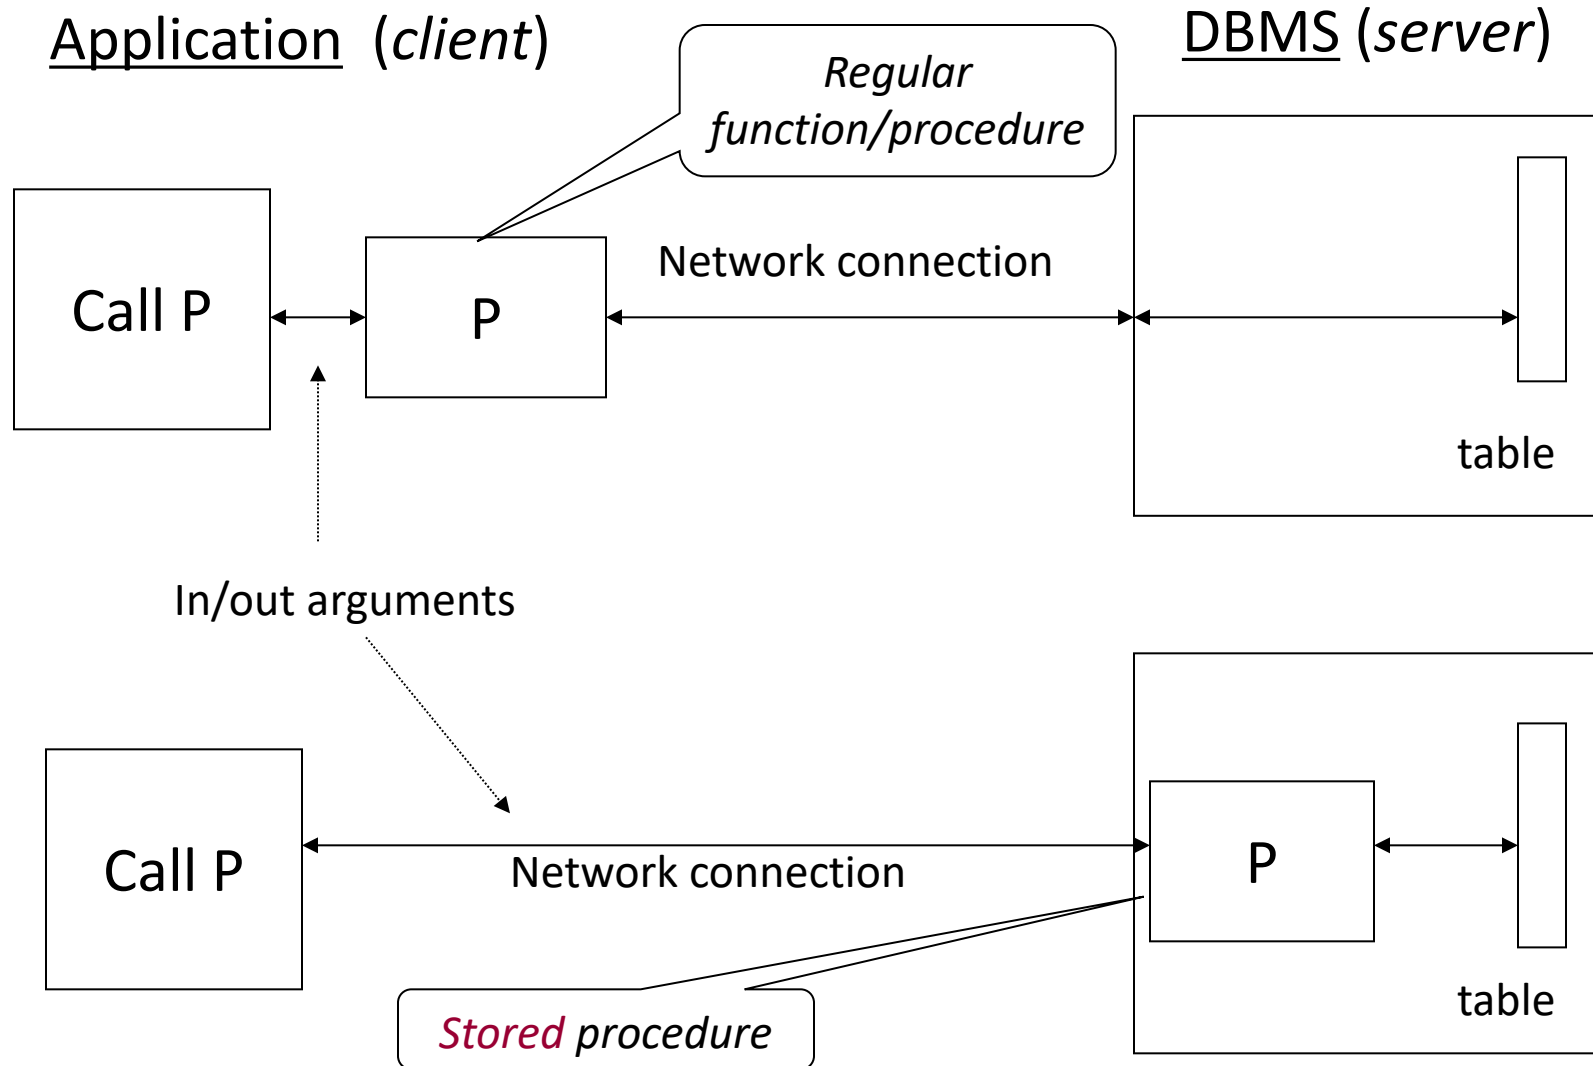 Application (client)
DBMS (server)
Regular
function/procedure
Network connection
Call P
P
table
In/out arguments
Call P
Network connection
P
Stored procedure
table